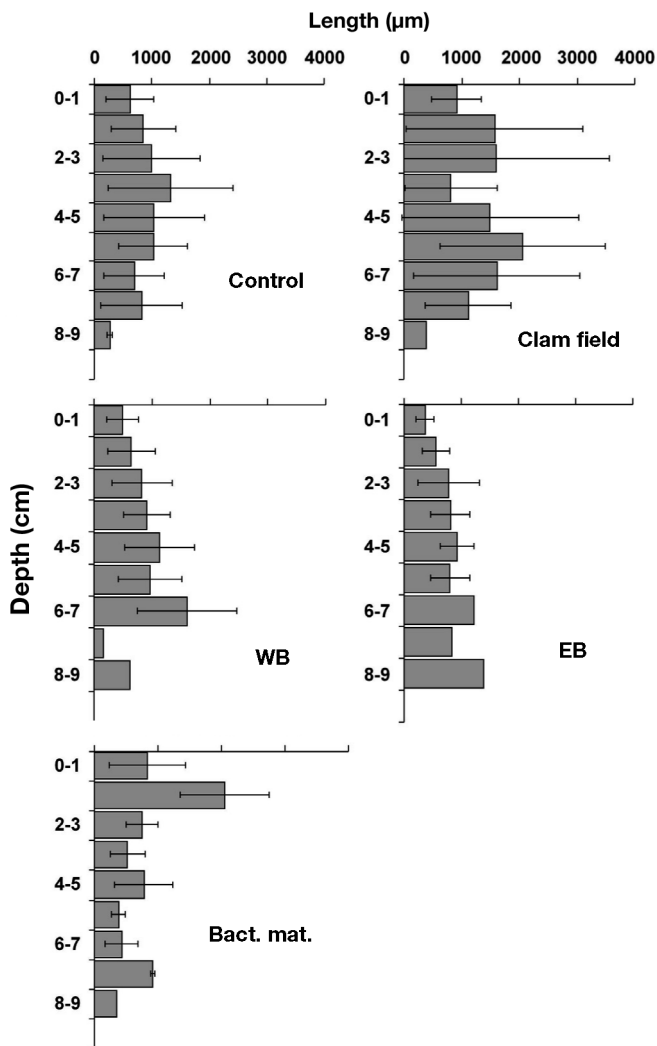 Length (µm)
0 1000 2000 3000 4000
0 1000 2000 3000 4000
0-1
2-3
4-5
6-7
8-9
Control
0-1
2-3
4-5
6-7
8-9
Clam field
Depth (cm)
0-1
2-3
4-5
6-7
8-9
WB
0-1
2-3
4-5
6-7
8-9
EB
0-1
2-3
4-5
6-7
8-9
Bact. mat.